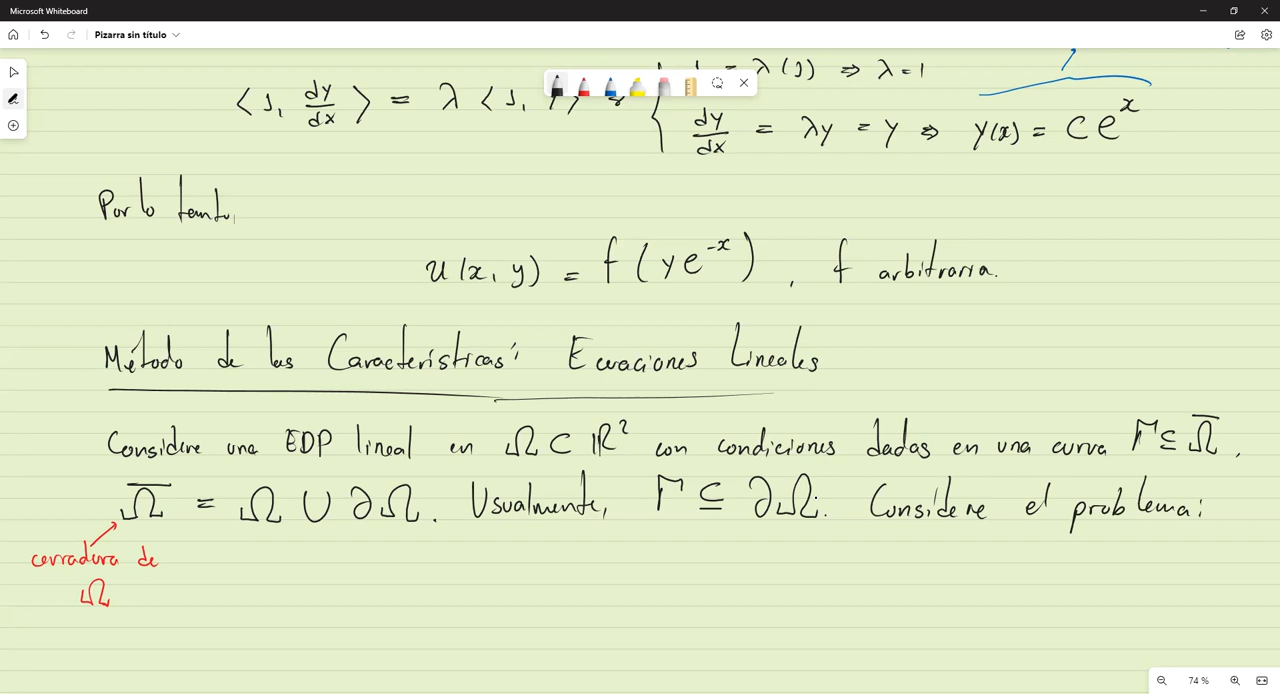 Microsoft Whiteboard
Pizarra sin título
= λ(1) ⇒ λ = 1
⟨1, dy/dx⟩ = λ⟨1,
dy/dx = λy = y ⇒ y(x) = Ce^x
Por lo tanto,
u(x, y) = f(ye^{-x}), f arbitraria.
Método de las Características: Ecuaciones Lineales
Considere una EDP lineal en Ω ⊂ ℝ² con condiciones dadas en una curva Γ ⊆ Ω̅.
Ω̅ = Ω ∪ ∂Ω. Usualmente, Γ ⊆ ∂Ω. Considere el problema:
cerradura de
Ω
74 %